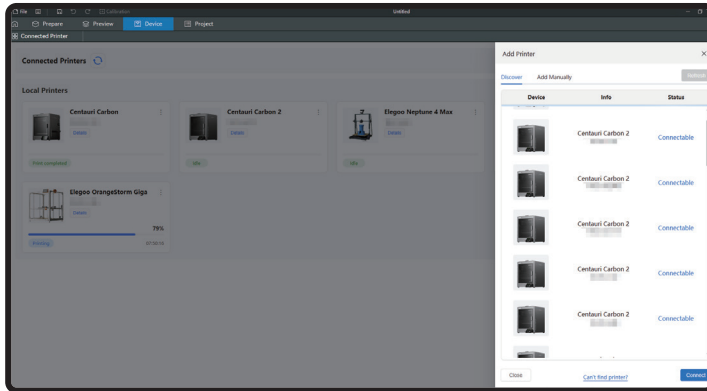 File
Calibration
Untitled
Prepare
Preview
Device
Project
Connected Printer
Connected Printers
Local Printers
Centauri Carbon
Details
Print completed
Centauri Carbon 2
Details
Idle
Elegoo Neptune 4 Max
Details
Idle
Elegoo OrangeStorm Giga
Details
79%
Printing
Add Printer
Discover
Add Manually
Refresh
Device Info Status
Centauri Carbon 2
Connectable
Centauri Carbon 2
Connectable
Centauri Carbon 2
Connectable
Centauri Carbon 2
Connectable
Centauri Carbon 2
Connectable
Close
Can't find printer?
Connect